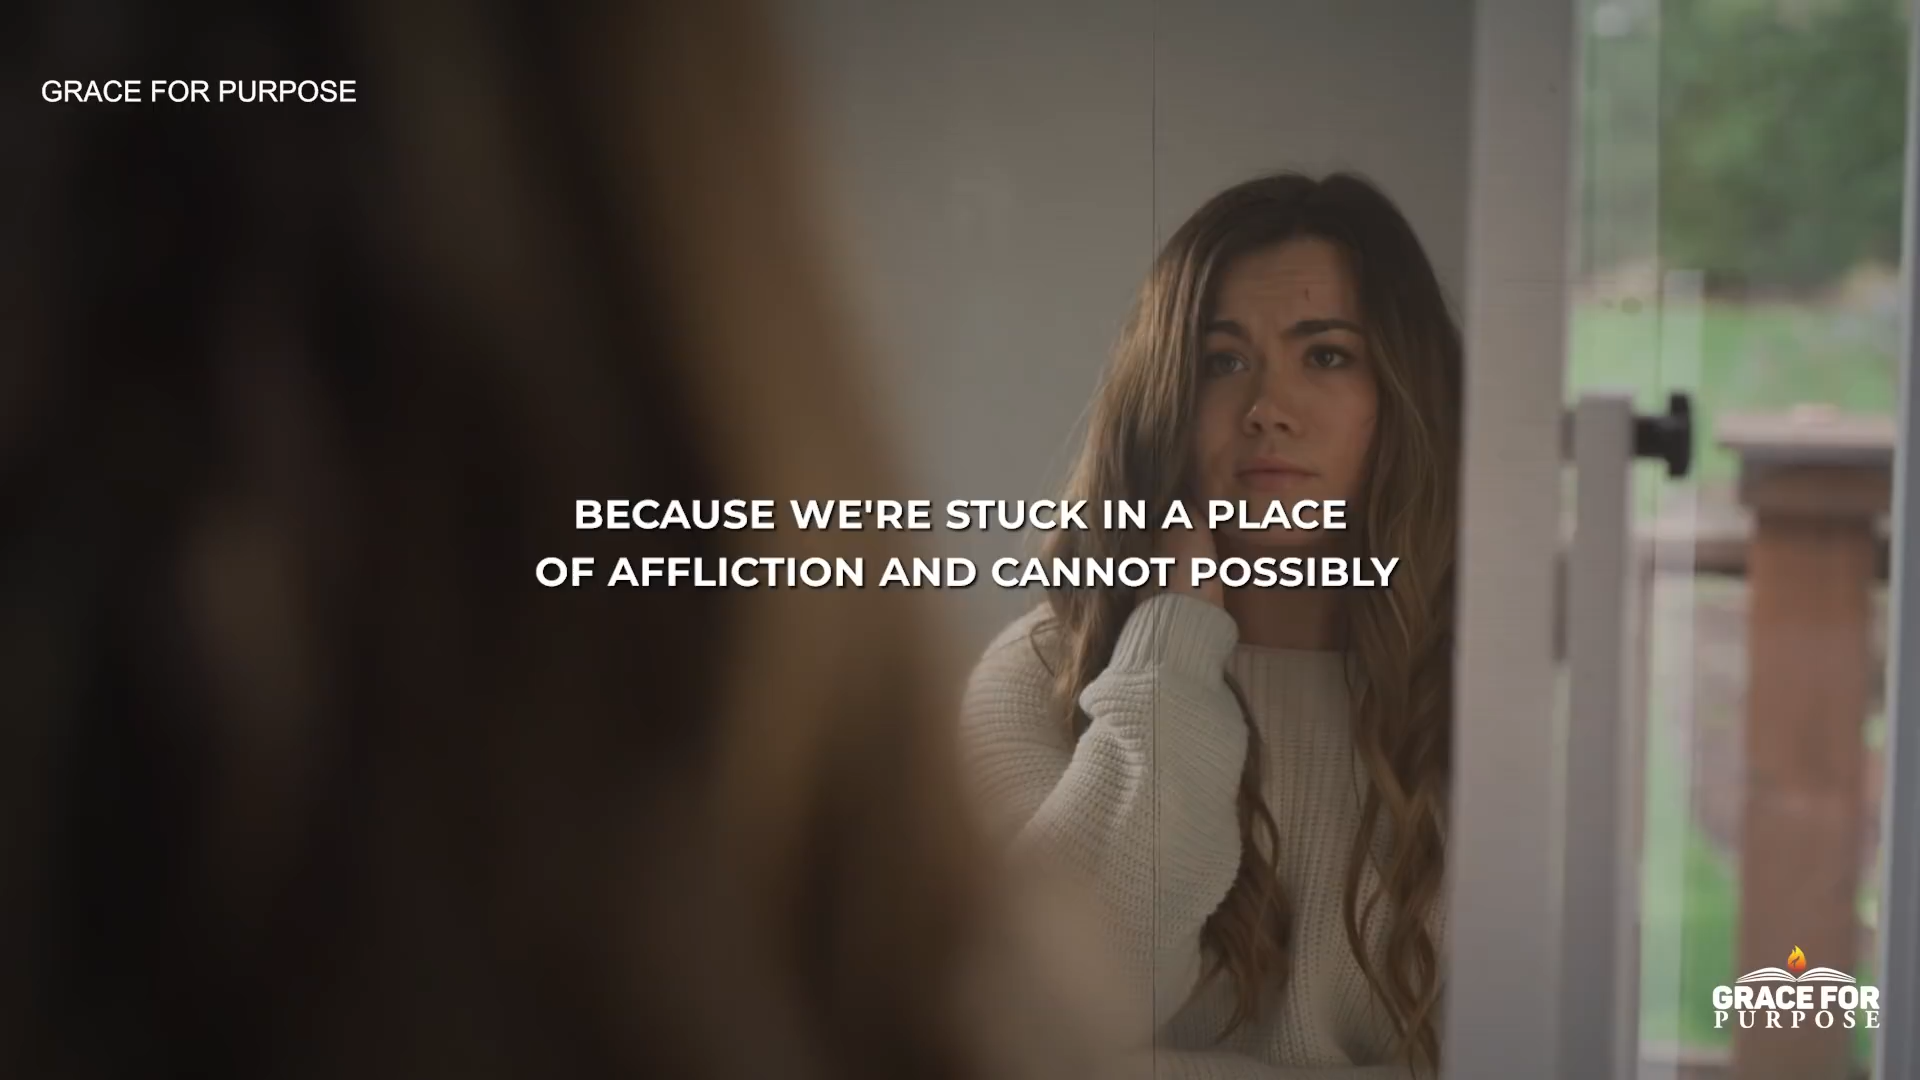 GRACE FOR PURPOSE
BECAUSE WE'RE STUCK IN A PLACE
OF AFFLICTION AND CANNOT POSSIBLY
GRACE FOR
PURPOSE